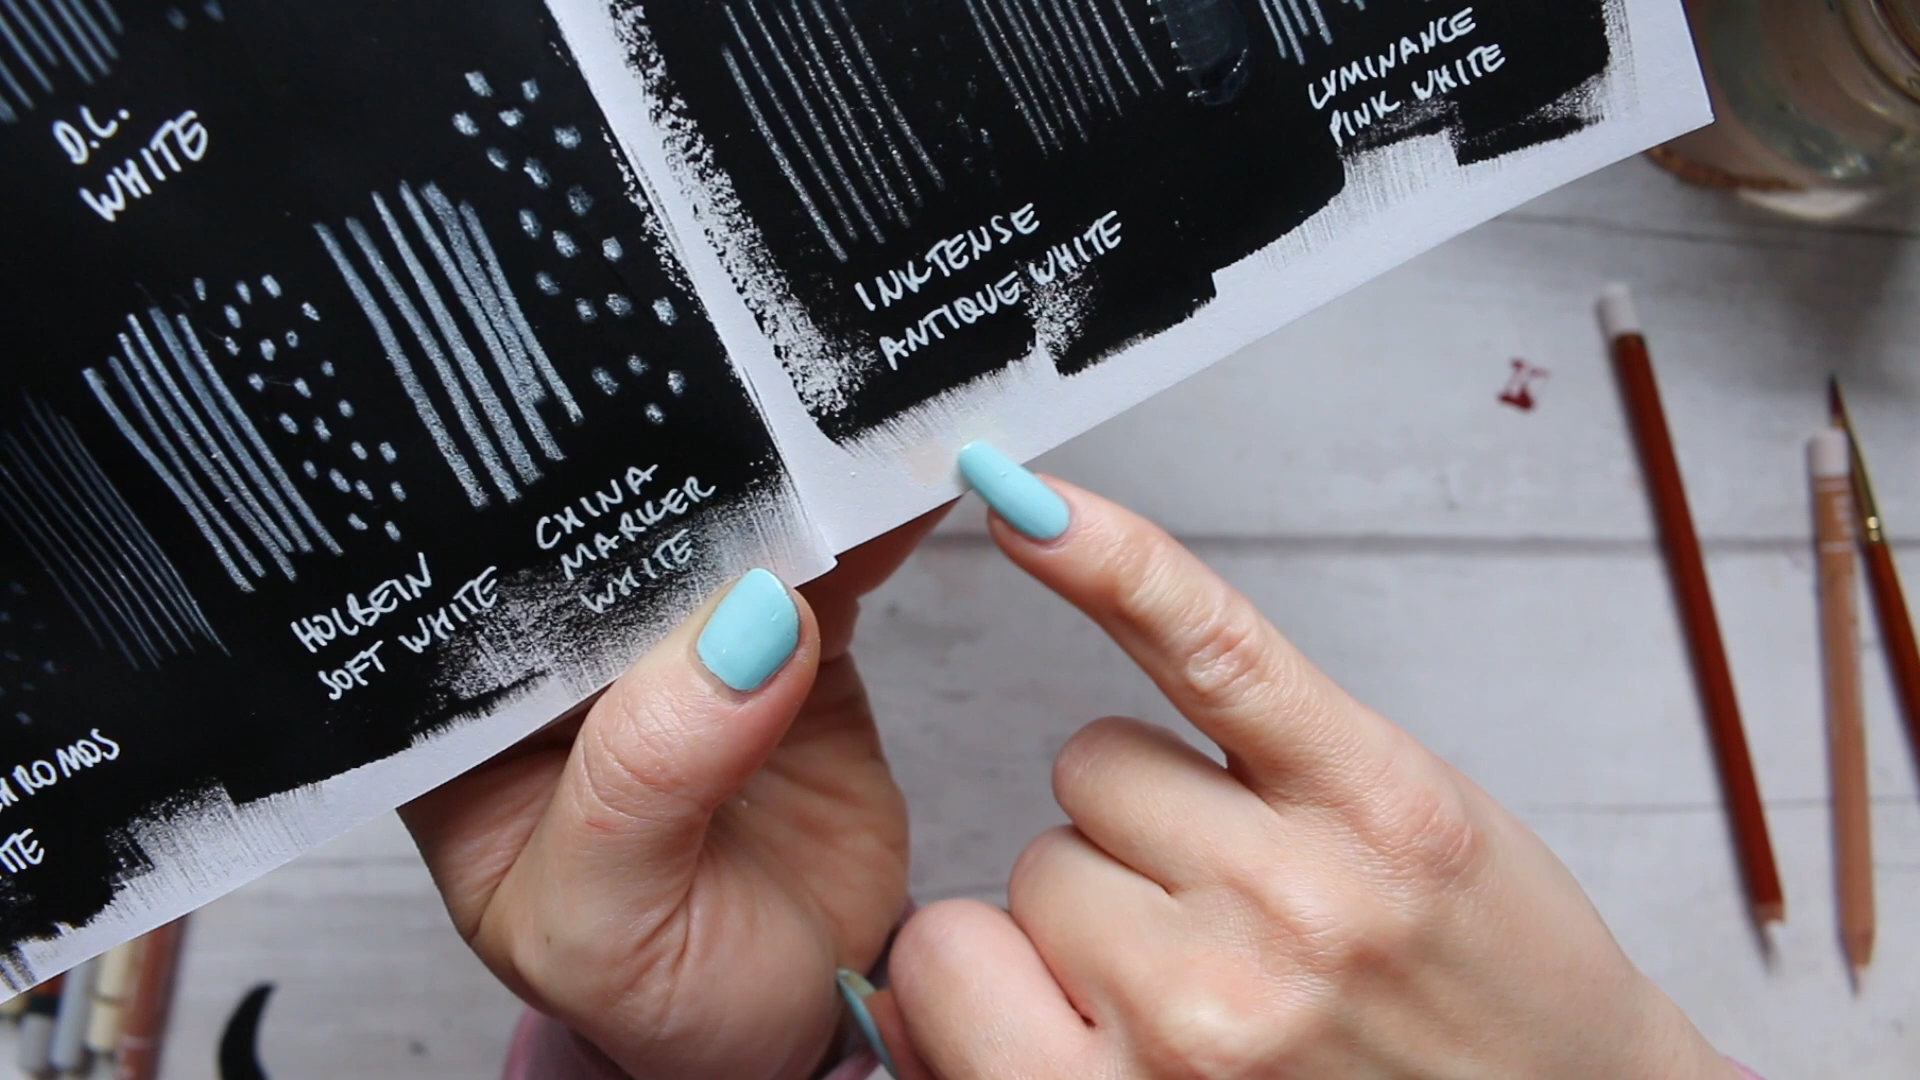 D.L.
WHITE
HOLBEIN
SOFT WHITE
CHINA
MARKER
WHITE
INKTENSE
ANTIQUE WHITE
LUMINANCE
PINK WHITE